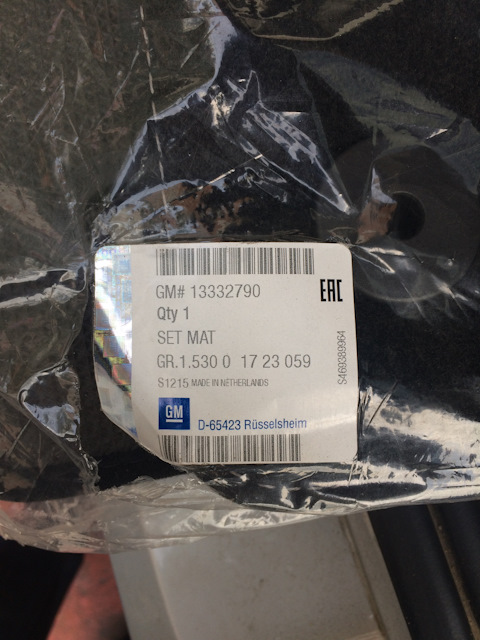 GM# 13332790
EAC
Qty 1
SET MAT
GR.1.530 0 17 23 059
S1215 MADE IN NETHERLANDS
S469389964
GM
D-65423 Rüsselsheim